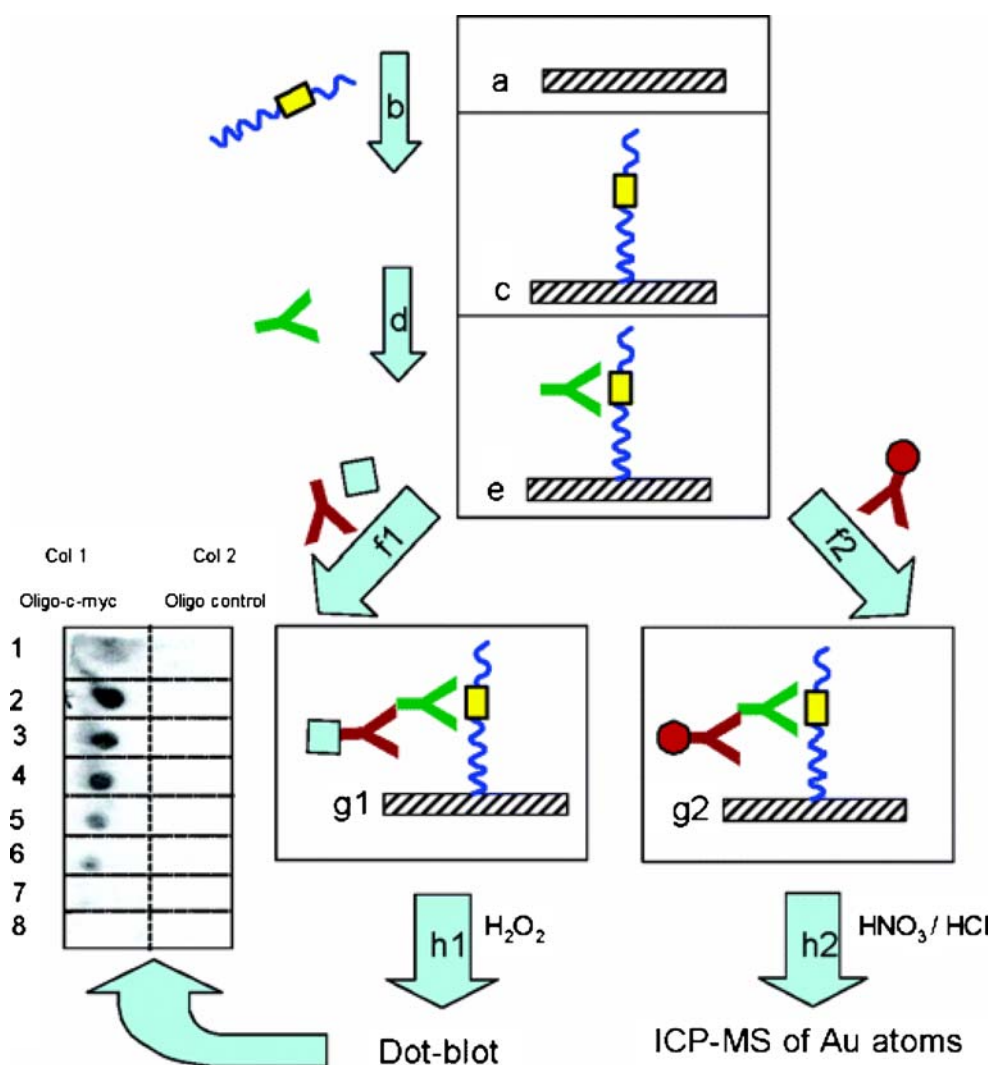 a
b
c
d
e
f1
f2
Col 1 Col 2
Oligo-c-myc Oligo control
1
2
3
4
5
6
7
8
g1
g2
h1 H₂O₂
h2 HNO₃ / HCl
Dot-blot
ICP-MS of Au atoms